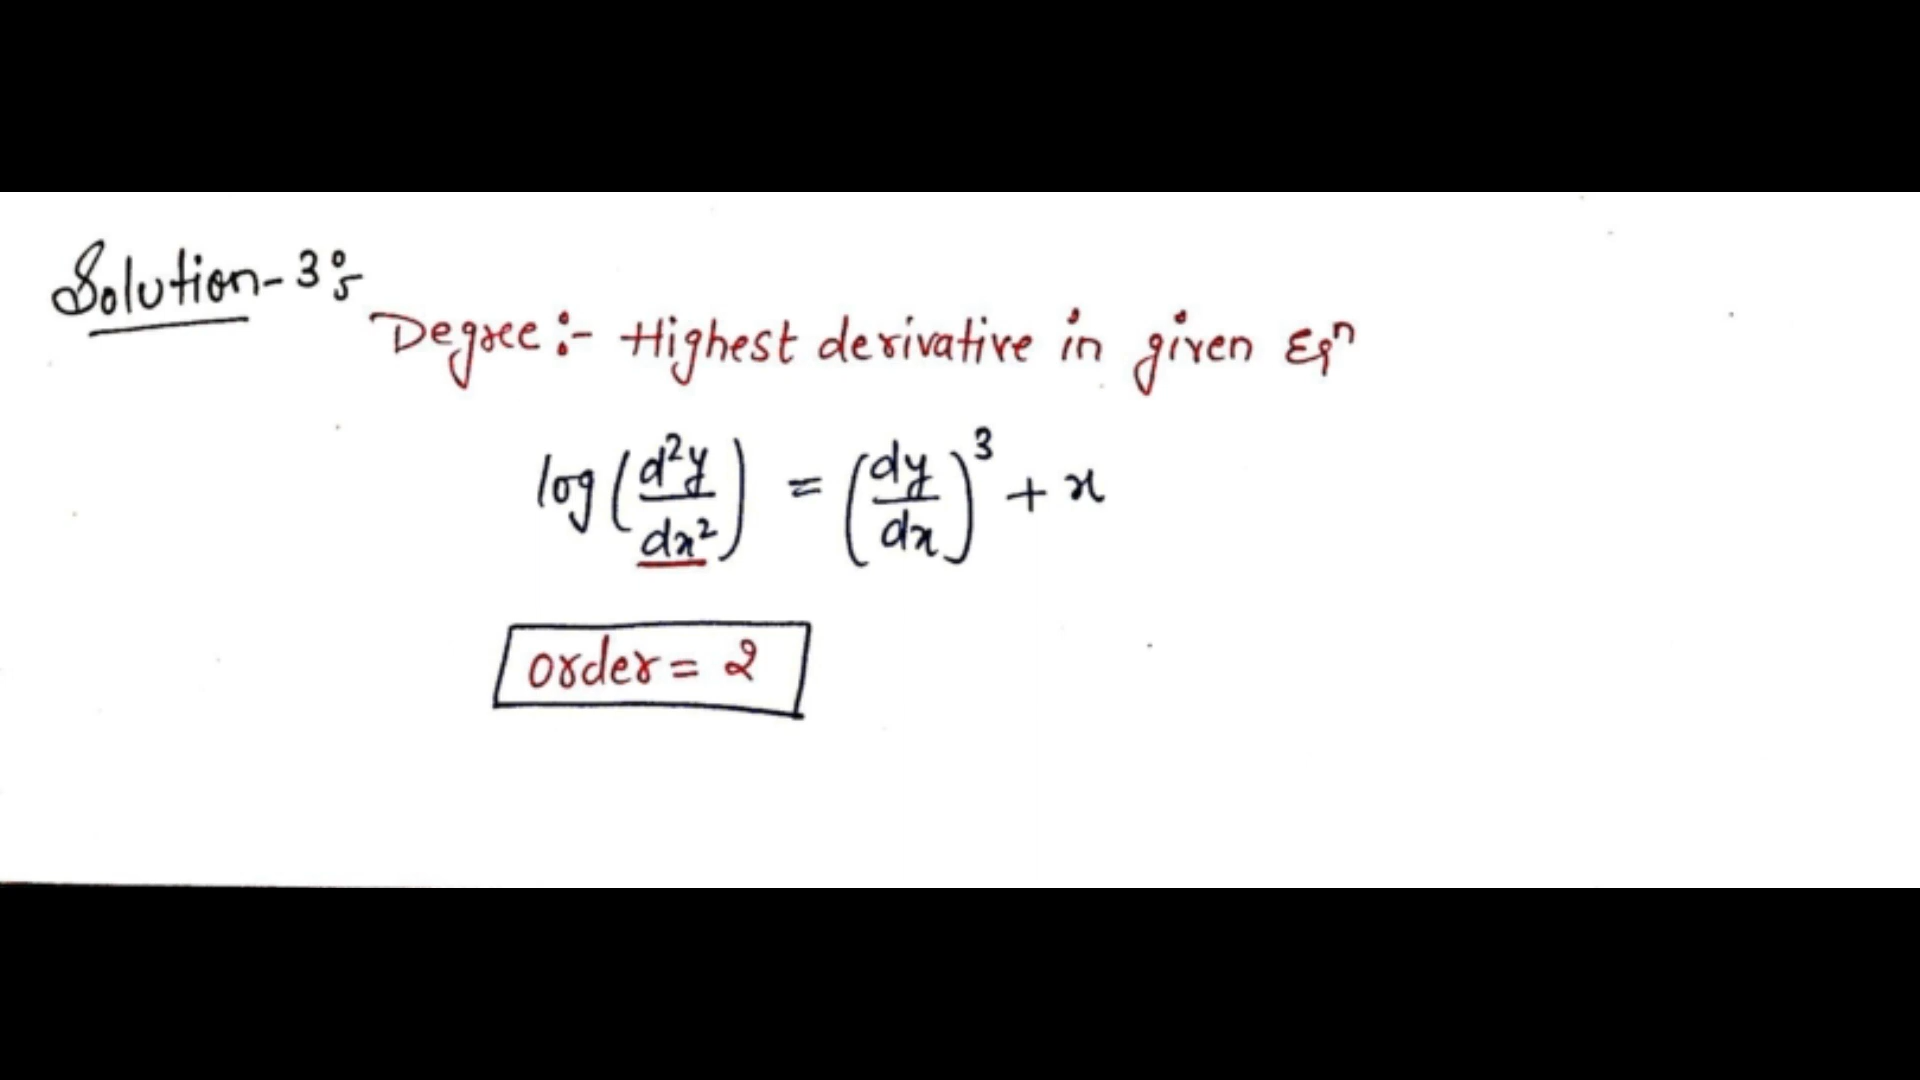 Solution-3:-
Degree:- Highest derivative in given Eqⁿ
log(d²y/dx²) = (dy/dx)³ + x
order = 2